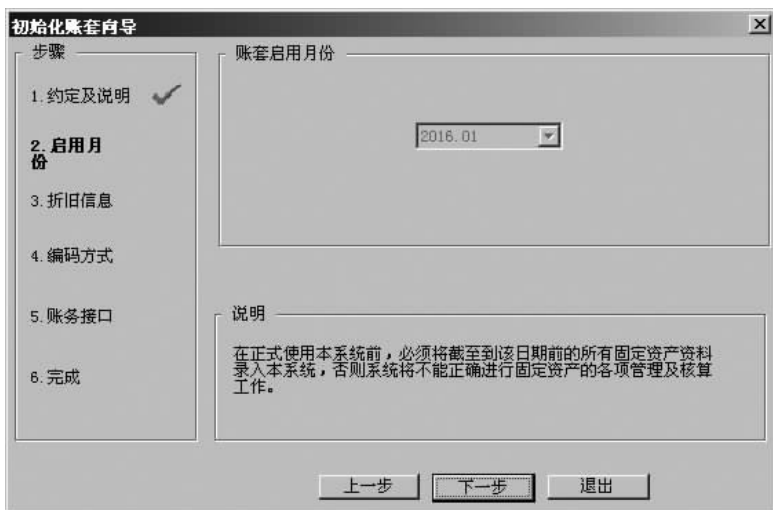 初始化账套向导
步骤
1.约定及说明
2.启用月
份
3.折旧信息
4.编码方式
5.账务接口
6.完成
账套启用月份
2016.01
说明
在正式使用本系统前，必须将截至到该日期前的所有固定资产资料
录入本系统，否则系统将不能正确进行固定资产的各项管理及核算
工作。
上一步 下一步 退出